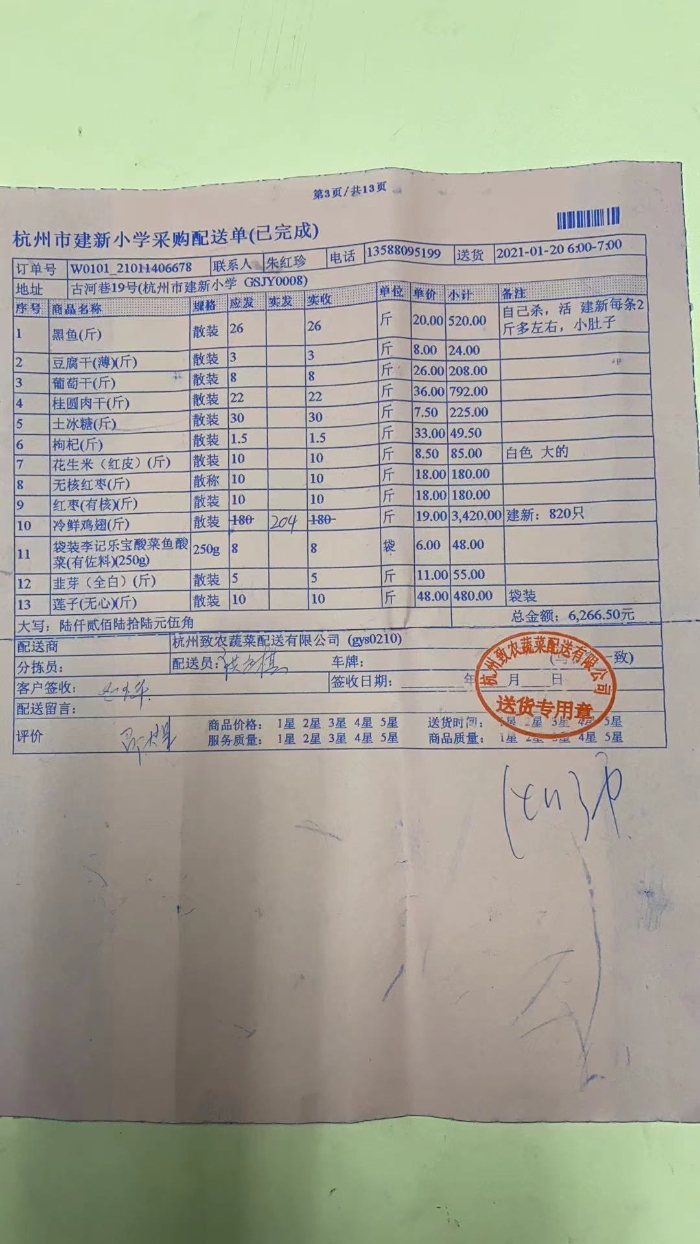 第3页/共13页
杭州市建新小学采购配送单(已完成)
订单号 W0101_21011406678 联系人 朱红珍 电话 13588095199 送货 2021-01-20 6:00-7:00
地址 古河巷19号(杭州市建新小学 GSJY0008)
序号 商品名称 规格 应发 实发 实收 单位 单价 小计 备注
1 黑鱼(斤) 散装 26 26 斤 20.00 520.00 自己杀，活 建新每条2
斤多左右，小肚子
2 豆腐干(薄)(斤) 散装 3 3 斤 8.00 24.00
3 葡萄干(斤) 散装 8 8 斤 26.00 208.00
4 桂圆肉干(斤) 散装 22 22 斤 36.00 792.00
5 土冰糖(斤) 散装 30 30 斤 7.50 225.00
6 枸杞(斤) 散装 1.5 1.5 斤 33.00 49.50
7 花生米（红皮）(斤) 散装 10 10 斤 8.50 85.00 白色 大的
8 无核红枣(斤) 散称 10 10 斤 18.00 180.00
9 红枣(有核)(斤) 散装 10 10 斤 18.00 180.00
10 冷鲜鸡翅(斤) 散装 180 204 180 斤 19.00 3,420.00 建新：820只
11 袋装李记乐宝酸菜鱼酸
菜(有佐料)(250g) 250g 8 8 袋 6.00 48.00
12 韭芽（全白）(斤) 散装 5 5 斤 11.00 55.00
13 莲子(无心)(斤) 散装 10 10 斤 48.00 480.00 袋装
大写：陆仟贰佰陆拾陆元伍角 总金额：6,266.50元
配送商 杭州致农蔬菜配送有限公司 (gys0210)
分拣员： 配送员： 车牌： 一致)
客户签收： 签收日期： 年 月 日
配送留言：
评价 商品价格： 1星 2星 3星 4星 5星 送货时间： 1星 2星 3星 4星 5星
服务质量： 1星 2星 3星 4星 5星 商品质量： 1星 2星 3星 4星 5星
杭州致农蔬菜配送有限公司
送货专用章